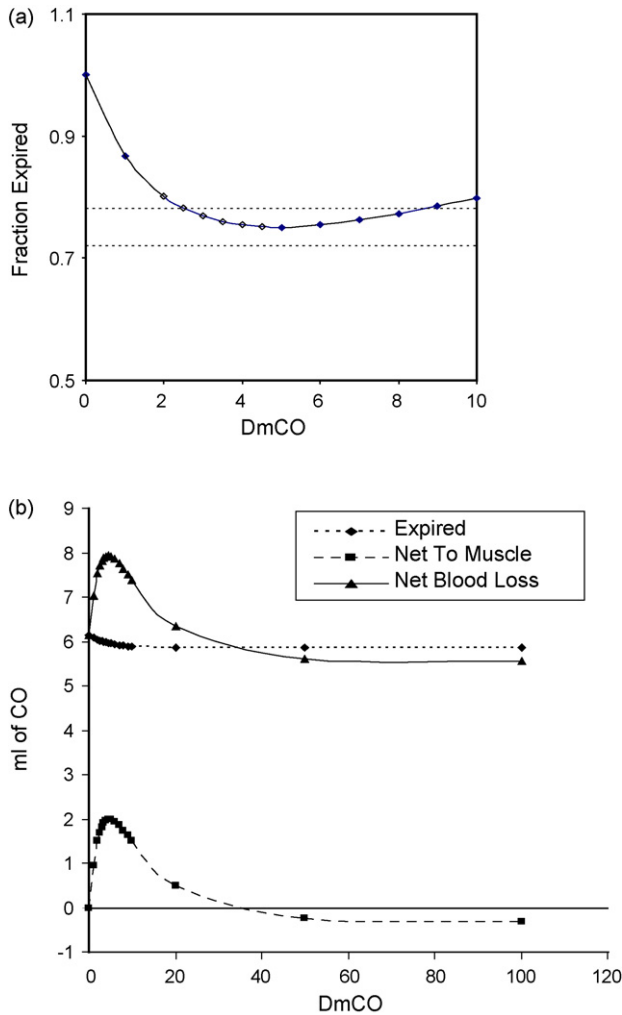 (a)
1.1
0.9
0.7
0.5
Fraction Expired
0 2 4 6 8 10
DmCO
(b)
9
8
7
6
5
4
3
2
1
0
-1
ml of CO
Expired
Net To Muscle
Net Blood Loss
0 20 40 60 80 100 120
DmCO